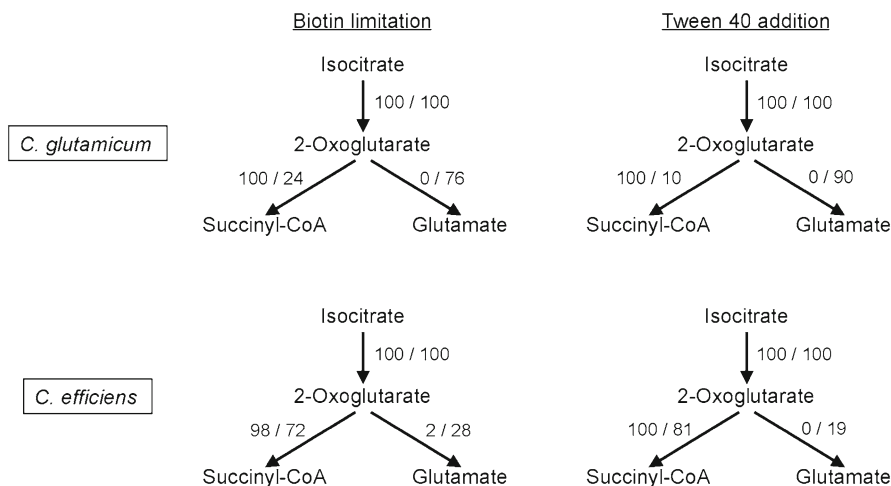 Biotin limitation
Tween 40 addition
Isocitrate
Isocitrate
100 / 100
100 / 100
C. glutamicum
2-Oxoglutarate
2-Oxoglutarate
100 / 24
0 / 76
100 / 10
0 / 90
Succinyl-CoA
Glutamate
Succinyl-CoA
Glutamate
Isocitrate
Isocitrate
100 / 100
100 / 100
C. efficiens
2-Oxoglutarate
2-Oxoglutarate
98 / 72
2 / 28
100 / 81
0 / 19
Succinyl-CoA
Glutamate
Succinyl-CoA
Glutamate